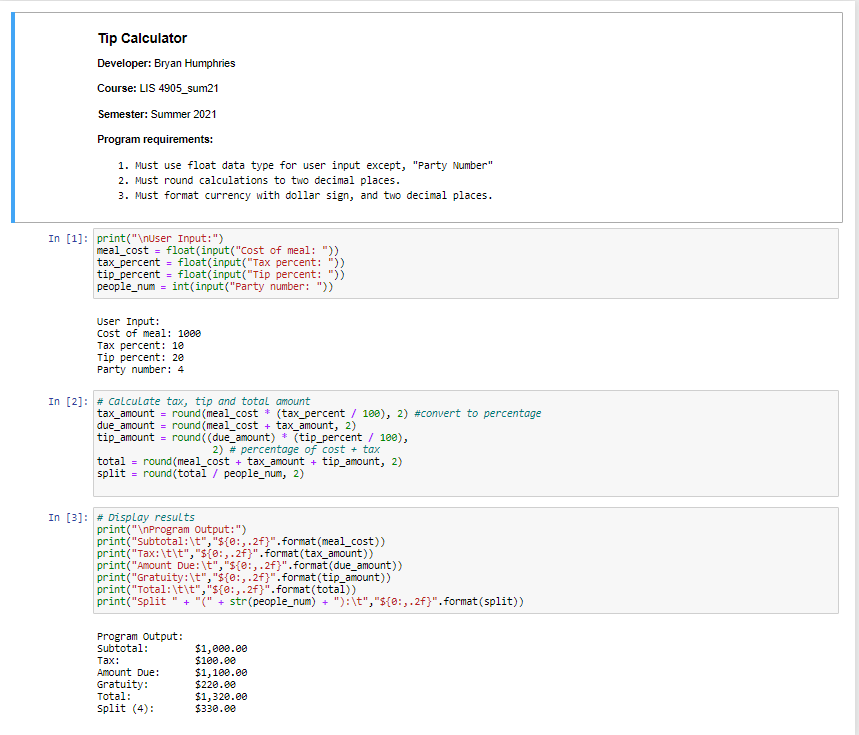 Tip Calculator
Developer: Bryan Humphries
Course: LIS 4905_sum21
Semester: Summer 2021
Program requirements:
1. Must use float data type for user input except, "Party Number"
2. Must round calculations to two decimal places.
3. Must format currency with dollar sign, and two decimal places.
In [1]: print("\nUser Input:")
meal_cost = float(input("Cost of meal: "))
tax_percent = float(input("Tax percent: "))
tip_percent = float(input("Tip percent: "))
people_num = int(input("Party number: "))
User Input:
Cost of meal: 1000
Tax percent: 10
Tip percent: 20
Party number: 4
In [2]: # Calculate tax, tip and total amount
tax_amount = round(meal_cost * (tax_percent / 100), 2) #convert to percentage
due_amount = round(meal_cost + tax_amount, 2)
tip_amount = round((due_amount) * (tip_percent / 100),
2) # percentage of cost + tax
total = round(meal_cost + tax_amount + tip_amount, 2)
split = round(total / people_num, 2)
In [3]: # Display results
print("\nProgram Output:")
print("Subtotal:\t","${0:,.2f}".format(meal_cost))
print("Tax:\t\t","${0:,.2f}".format(tax_amount))
print("Amount Due:\t","${0:,.2f}".format(due_amount))
print("Gratuity:\t","${0:,.2f}".format(tip_amount))
print("Total:\t\t","${0:,.2f}".format(total))
print("Split " + "(" + str(people_num) + "):\t","${0:,.2f}".format(split))
Program Output:
Subtotal: $1,000.00
Tax: $100.00
Amount Due: $1,100.00
Gratuity: $220.00
Total: $1,320.00
Split (4): $330.00